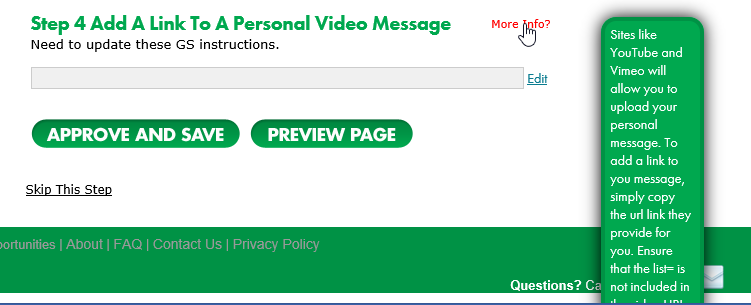 Step 4 Add A Link To A Personal Video Message
More Info?
Need to update these GS instructions.
Edit
APPROVE AND SAVE
PREVIEW PAGE
Skip This Step
portunities | About | FAQ | Contact Us | Privacy Policy
Questions? Ca
Sites like
YouTube and
Vimeo will
allow you to
upload your
personal
message. To
add a link to
you message,
simply copy
the url link they
provide for
you. Ensure
that the list= is
not included in